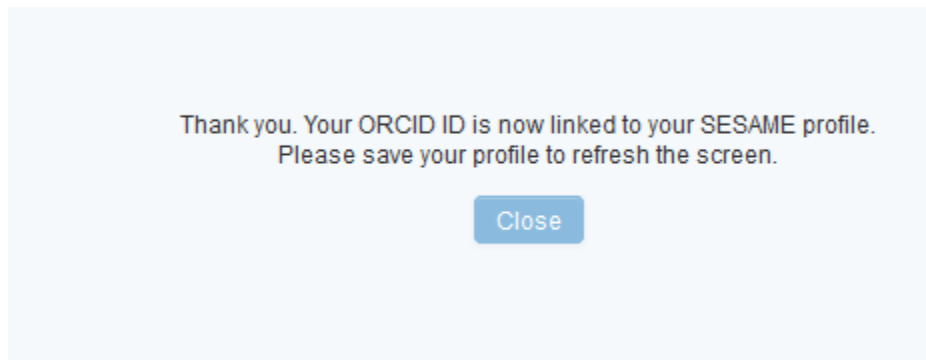 Thank you. Your ORCID ID is now linked to your SESAME profile.
Please save your profile to refresh the screen.
Close